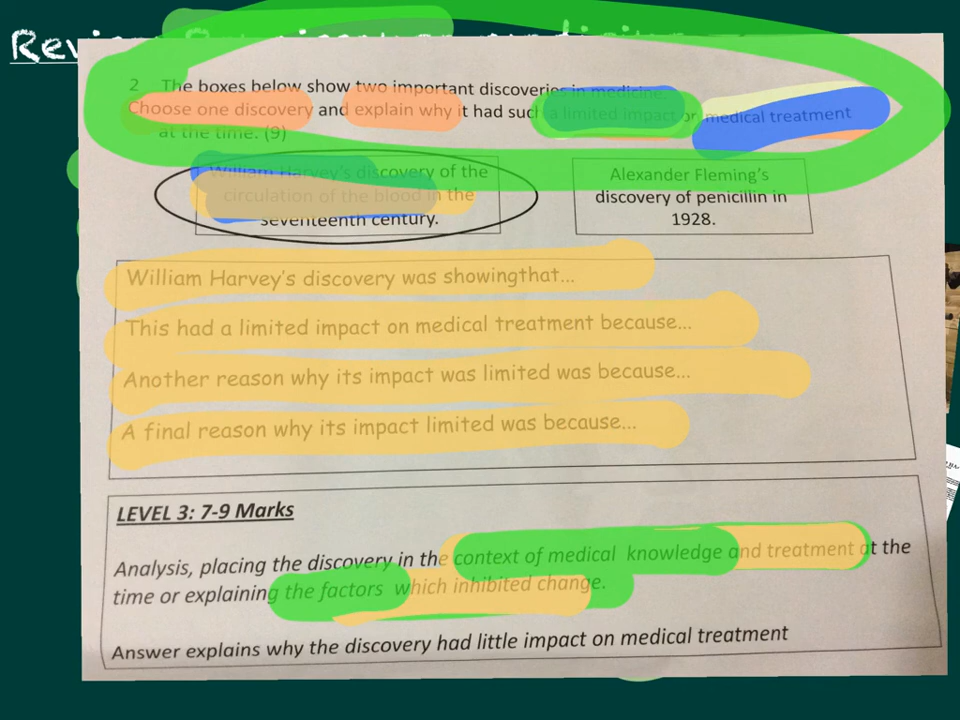 2 The boxes below show two important discoveries in medicine.
Choose one discovery and explain why it had such a limited impact or medical treatment
at the time. (9)
William Harvey's discovery of the
circulation of the blood in the
seventeenth century.
Alexander Fleming's
discovery of penicillin in
1928.
William Harvey's discovery was showingthat...
This had a limited impact on medical treatment because...
Another reason why its impact was limited was because...
A final reason why its impact limited was because...
LEVEL 3: 7-9 Marks
Analysis, placing the discovery in the context of medical knowledge and treatment at the
time or explaining the factors which inhibited change.
Answer explains why the discovery had little impact on medical treatment